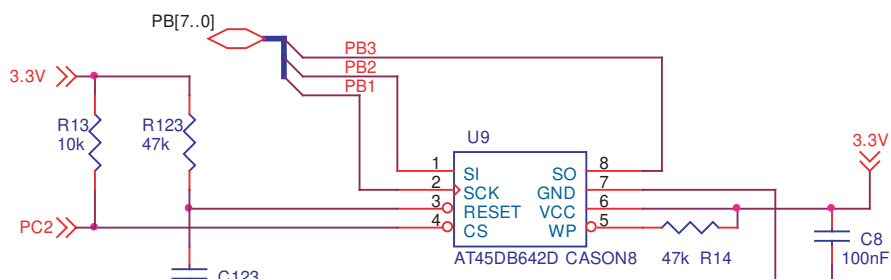 PB[7..0]
PB3
PB2
PB1
3.3V
R13
10k
R123
47k
U9
3.3V
1 SI SO 8
2 SCK GND 7
3 RESET VCC 6
4 CS WP 5
PC2
AT45DB642D CASON8
47k R14
C8
100nF
C123